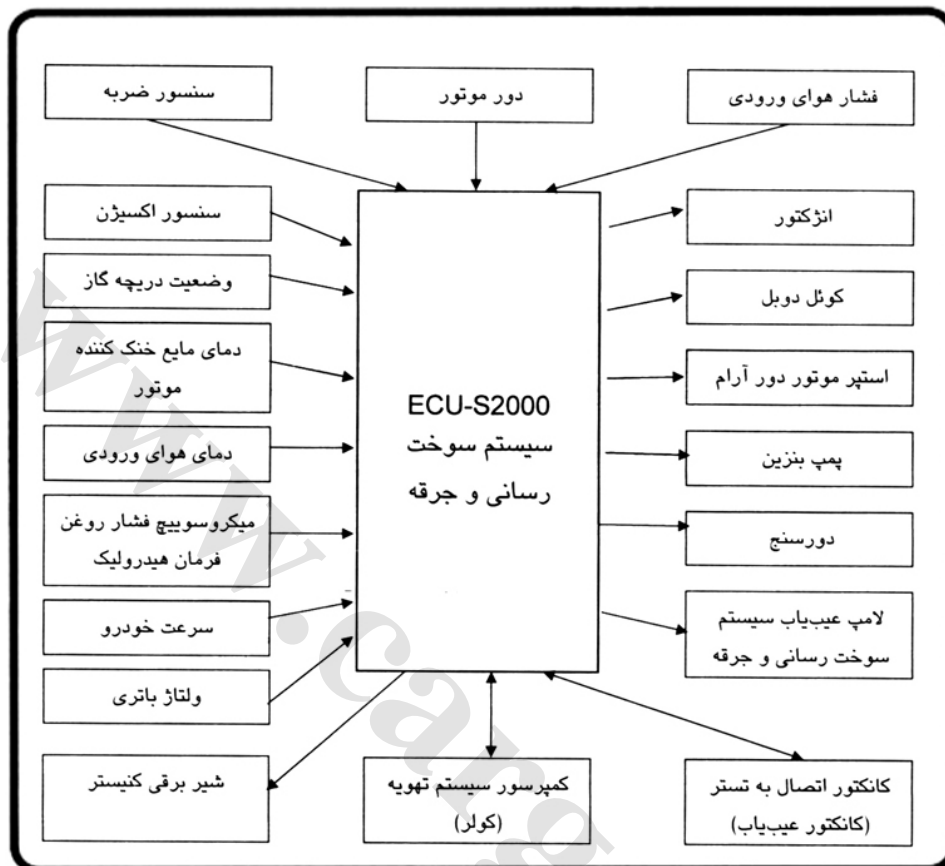 سنسور ضربه
دور موتور
فشار هوای ورودی
سنسور اکسیژن
وضعیت دریچه گاز
دمای مایع خنک کننده
موتور
دمای هوای ورودی
میکروسوییچ فشار روغن
فرمان هیدرولیک
سرعت خودرو
ولتاژ باتری
شیر برقی کنیستر
ECU-S2000
سیستم سوخت
رسانی و جرقه
انژکتور
کوئل دوبل
استپر موتور دور آرام
پمپ بنزین
دورسنج
لامپ عیب‌یاب سیستم
سوخت رسانی و جرقه
کمپرسور سیستم تهویه
(کولر)
کانکتور اتصال به تستر
(کانکتور عیب‌یاب)
www.carg